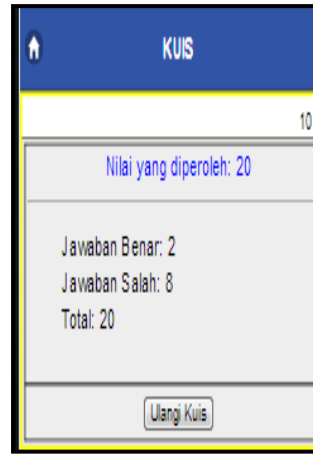 KUIS
10
Nilai yang diperoleh: 20
Jawaban Benar: 2
Jawaban Salah: 8
Total: 20
Ulangi Kuis